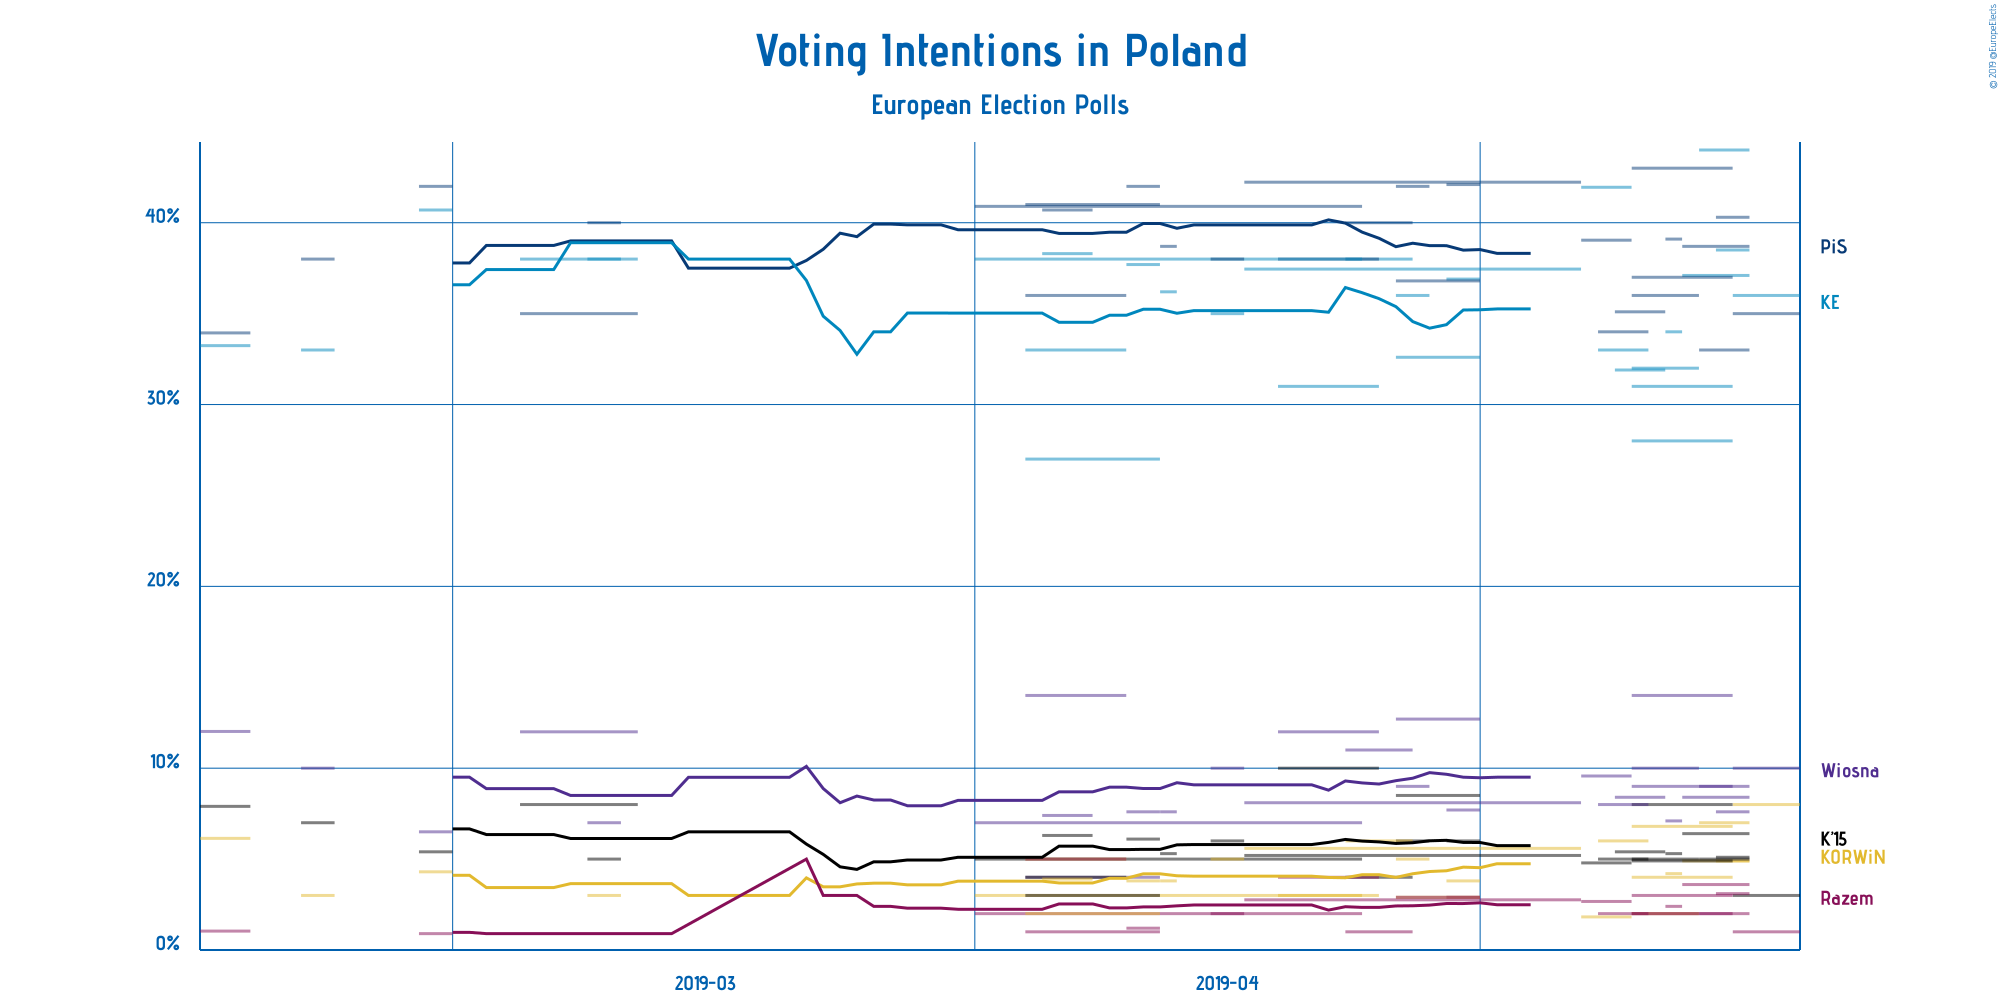 © 2019 @EuropeElects
Voting Intentions in Poland
European Election Polls
40%
30%
20%
10%
0%
PiS
KE
Wiosna
K'15
KORWiN
Razem
2019-03
2019-04